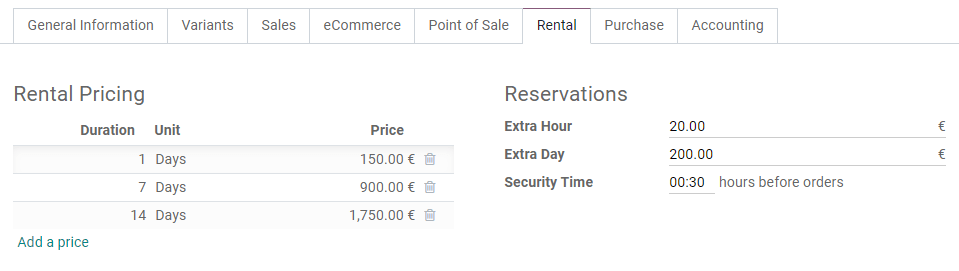 General Information Variants Sales eCommerce Point of Sale Rental Purchase Accounting
Rental Pricing
Duration Unit Price
1 Days 150.00 €
7 Days 900.00 €
14 Days 1,750.00 €
Add a price
Reservations
Extra Hour 20.00 €
Extra Day 200.00 €
Security Time 00:30 hours before orders